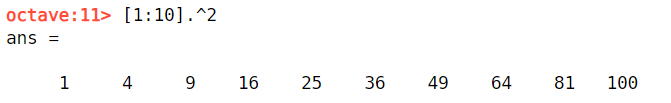 octave:11> [1:10].^2
ans =
1 4 9 16 25 36 49 64 81 100